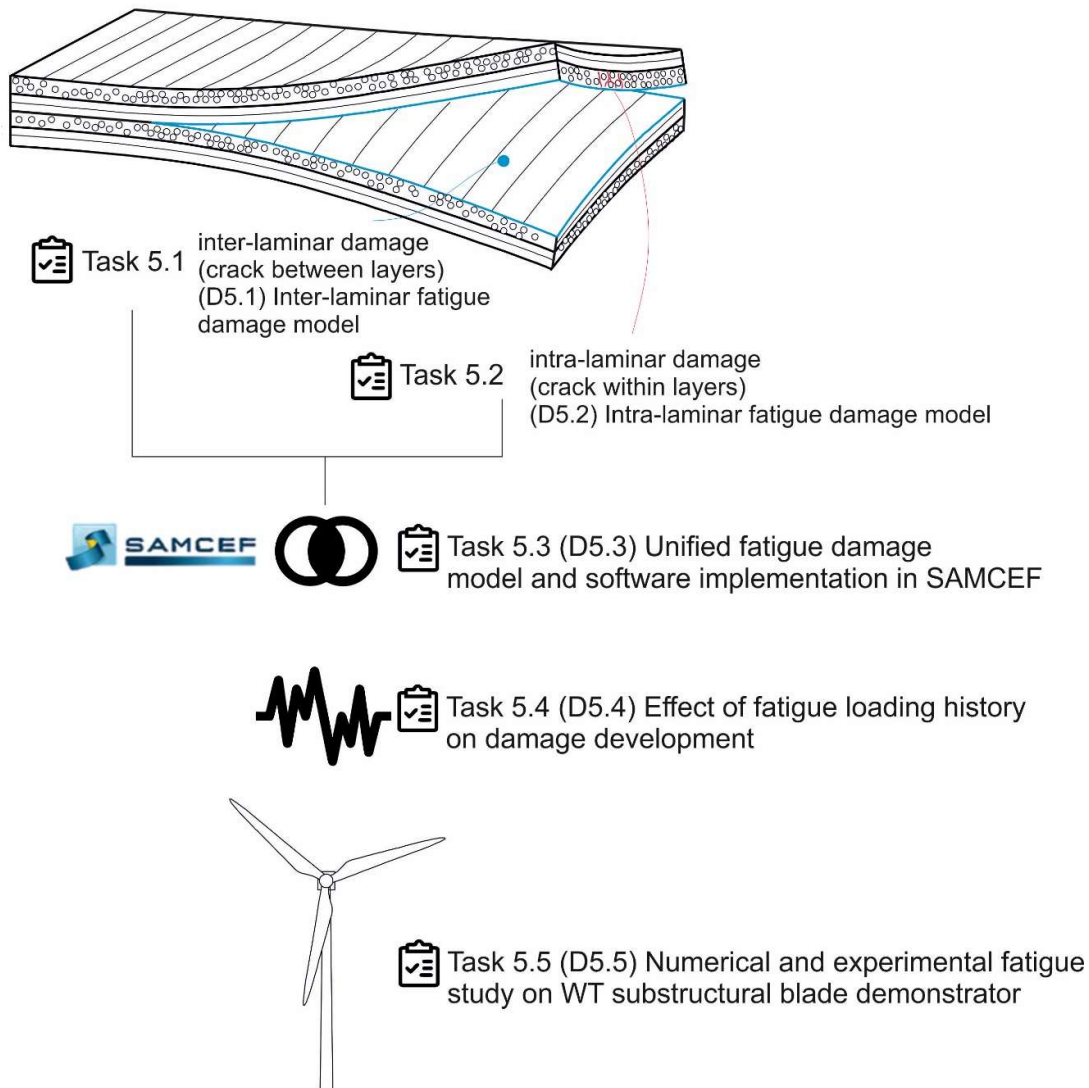 Task 5.1
inter-laminar damage
(crack between layers)
(D5.1) Inter-laminar fatigue
damage model
Task 5.2
intra-laminar damage
(crack within layers)
(D5.2) Intra-laminar fatigue damage model
SAMCEF
Task 5.3 (D5.3) Unified fatigue damage
model and software implementation in SAMCEF
Task 5.4 (D5.4) Effect of fatigue loading history
on damage development
Task 5.5 (D5.5) Numerical and experimental fatigue
study on WT substructural blade demonstrator